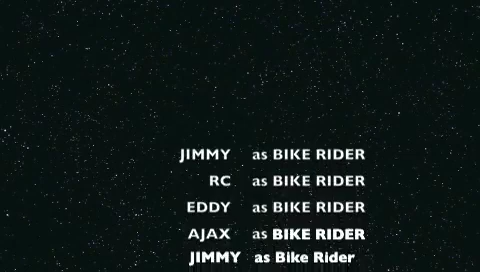 JIMMY as BIKE RIDER
RC as BIKE RIDER
EDDY as BIKE RIDER
AJAX as BIKE RIDER
JIMMY as Bike Rider